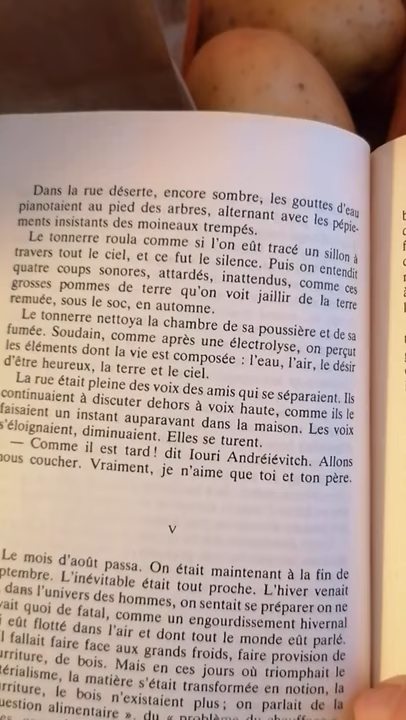 Dans la rue déserte, encore sombre, les gouttes d'eau
pianotaient au pied des arbres, alternant avec les pépie-
ments insistants des moineaux trempés.
Le tonnerre roula comme si l'on eût tracé un sillon à
travers tout le ciel, et ce fut le silence. Puis on entendit
quatre coups sonores, attardés, inattendus, comme ces
grosses pommes de terre qu'on voit jaillir de la terre
remuée, sous le soc, en automne.
Le tonnerre nettoya la chambre de sa poussière et de sa
fumée. Soudain, comme après une électrolyse, on perçut
les éléments dont la vie est composée : l'eau, l'air, le désir
d'être heureux, la terre et le ciel.
La rue était pleine des voix des amis qui se séparaient. Ils
continuaient à discuter dehors à voix haute, comme ils le
faisaient un instant auparavant dans la maison. Les voix
s'éloignaient, diminuaient. Elles se turent.
— Comme il est tard ! dit Iouri Andréiévitch. Allons
nous coucher. Vraiment, je n'aime que toi et ton père.
V
Le mois d'août passa. On était maintenant à la fin de
ptembre. L'inévitable était tout proche. L'hiver venait
dans l'univers des hommes, on sentait se préparer on ne
vait quoi de fatal, comme un engourdissement hivernal
eût flotté dans l'air et dont tout le monde eût parlé.
l fallait faire face aux grands froids, faire provision de
urriture, de bois. Mais en ces jours où triomphait le
térialisme, la matière s'était transformée en notion, la
urriture, le bois n'existaient plus ; on parlait de la
uestion alimentaire », du « problème du